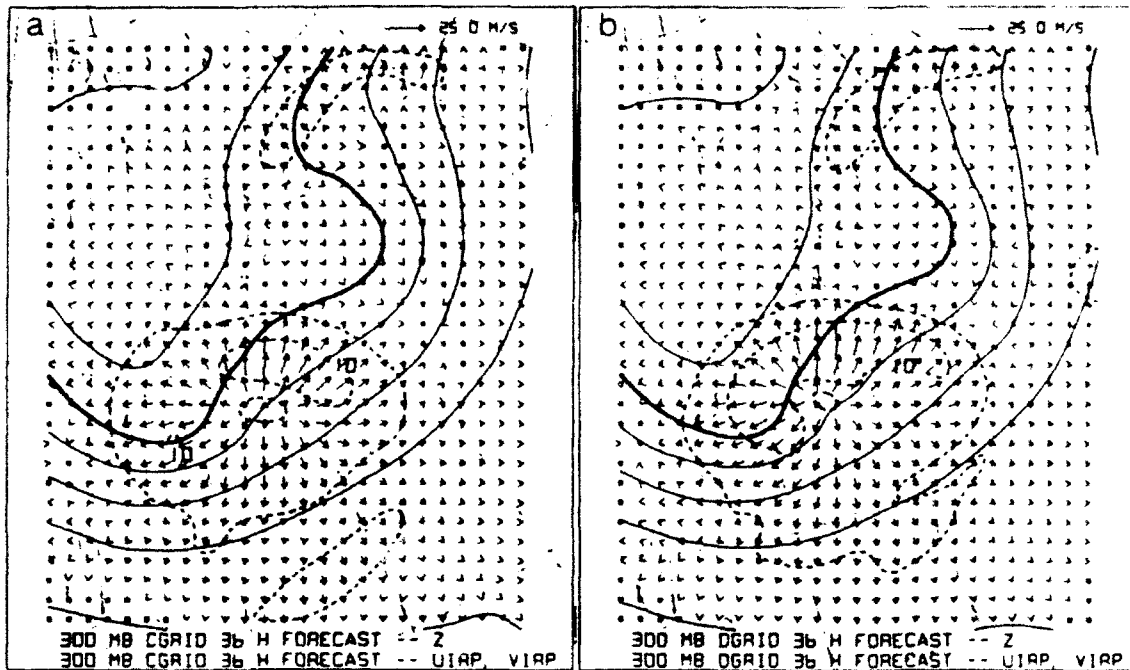 a
25 0 M/S
10
10
300 MB CGRID 36 H FORECAST -- Z
300 MB CGRID 36 H FORECAST -- UIRP, VIRP
b
25 0 M/S
10
300 MB DGRID 36 H FORECAST -- Z
300 MB DGRID 36 H FORECAST -- UIRP, VIRP